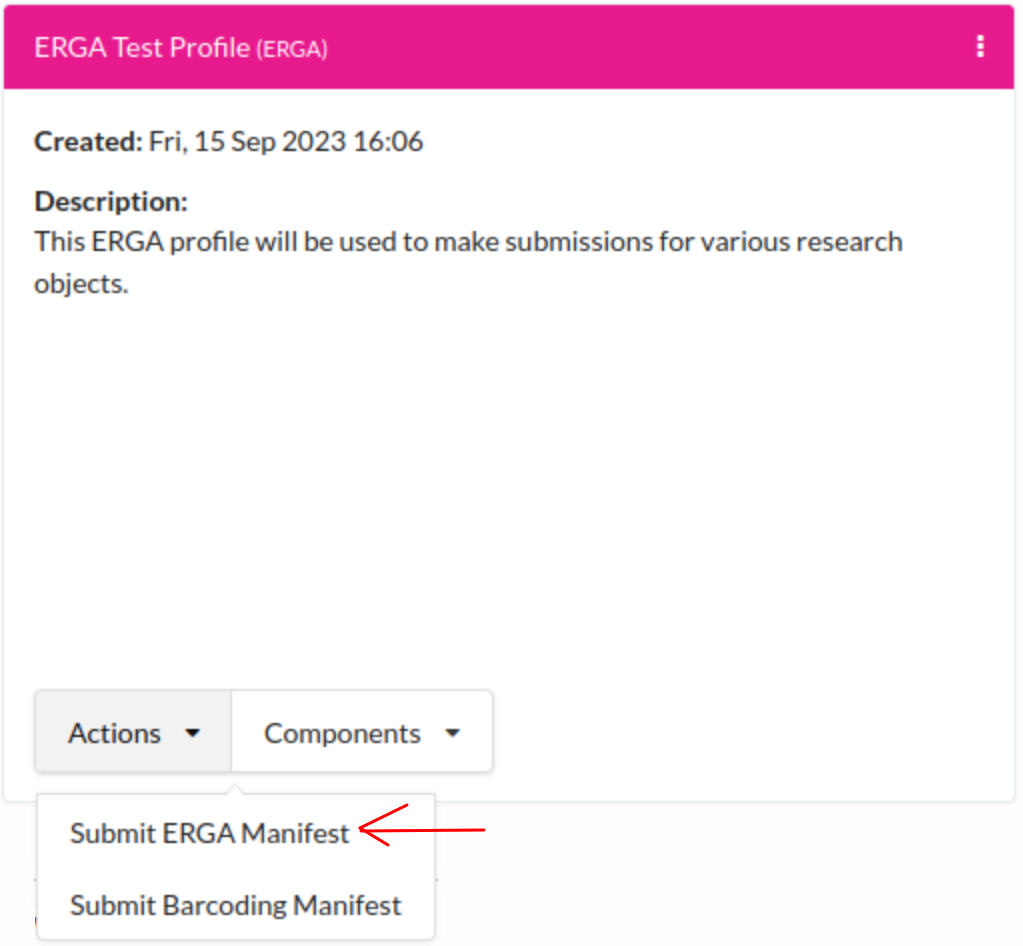 ERGA Test Profile (ERGA)
Created: Fri, 15 Sep 2023 16:06
Description:
This ERGA profile will be used to make submissions for various research
objects.
Actions
Components
Submit ERGA Manifest
Submit Barcoding Manifest